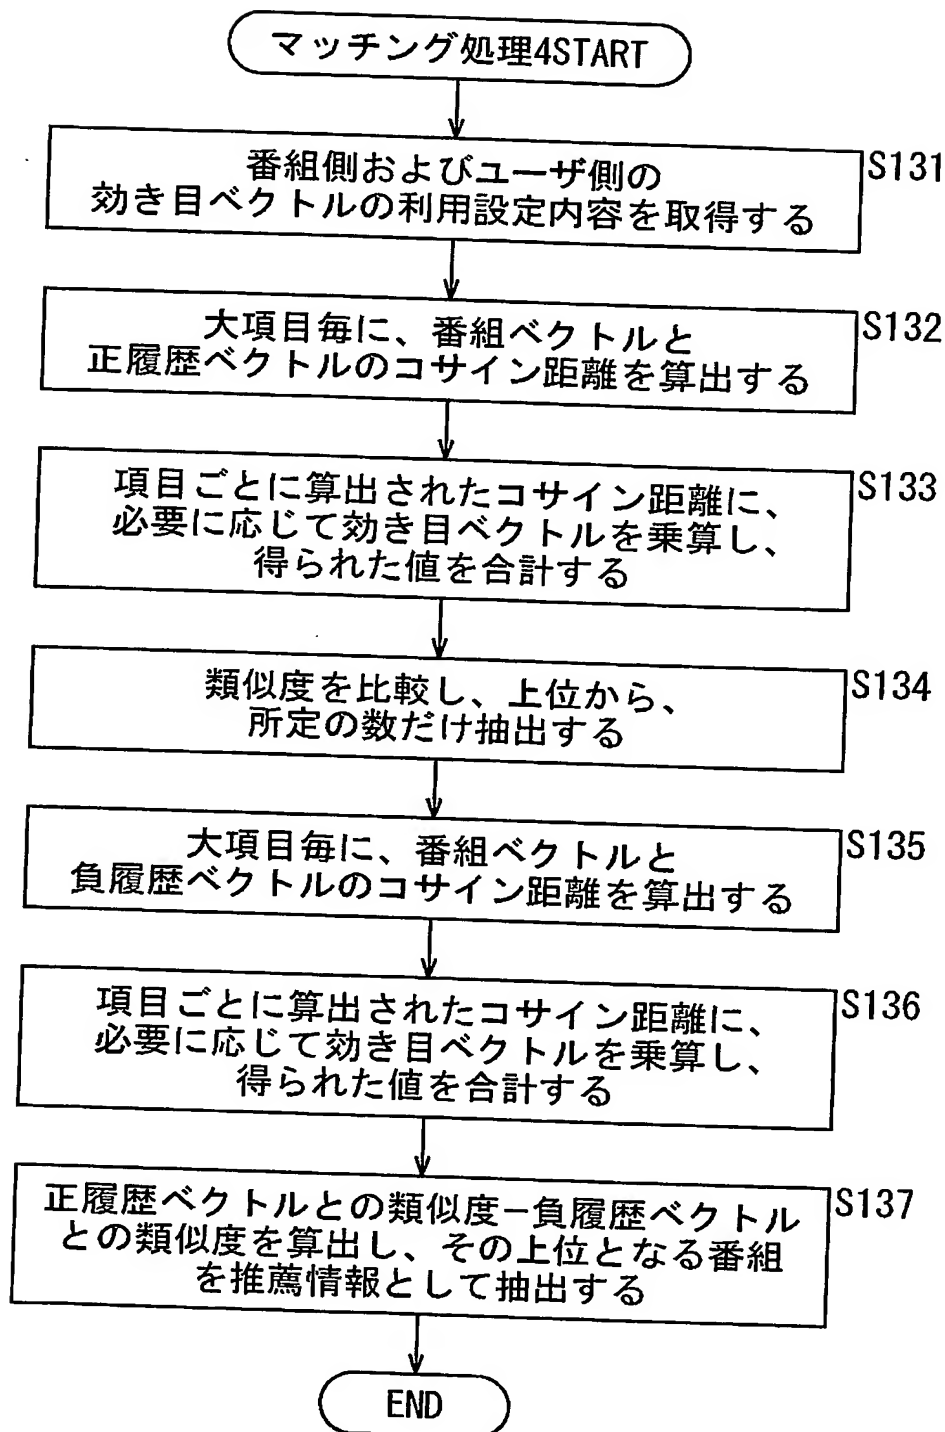 マッチング処理4START
番組側およびユーザ側の
効き目ベクトルの利用設定内容を取得する
S131
大項目毎に、番組ベクトルと
正履歴ベクトルのコサイン距離を算出する
S132
項目ごとに算出されたコサイン距離に、
必要に応じて効き目ベクトルを乗算し、
得られた値を合計する
S133
類似度を比較し、上位から、
所定の数だけ抽出する
S134
大項目毎に、番組ベクトルと
負履歴ベクトルのコサイン距離を算出する
S135
項目ごとに算出されたコサイン距離に、
必要に応じて効き目ベクトルを乗算し、
得られた値を合計する
S136
正履歴ベクトルとの類似度−負履歴ベクトル
との類似度を算出し、その上位となる番組
を推薦情報として抽出する
S137
END